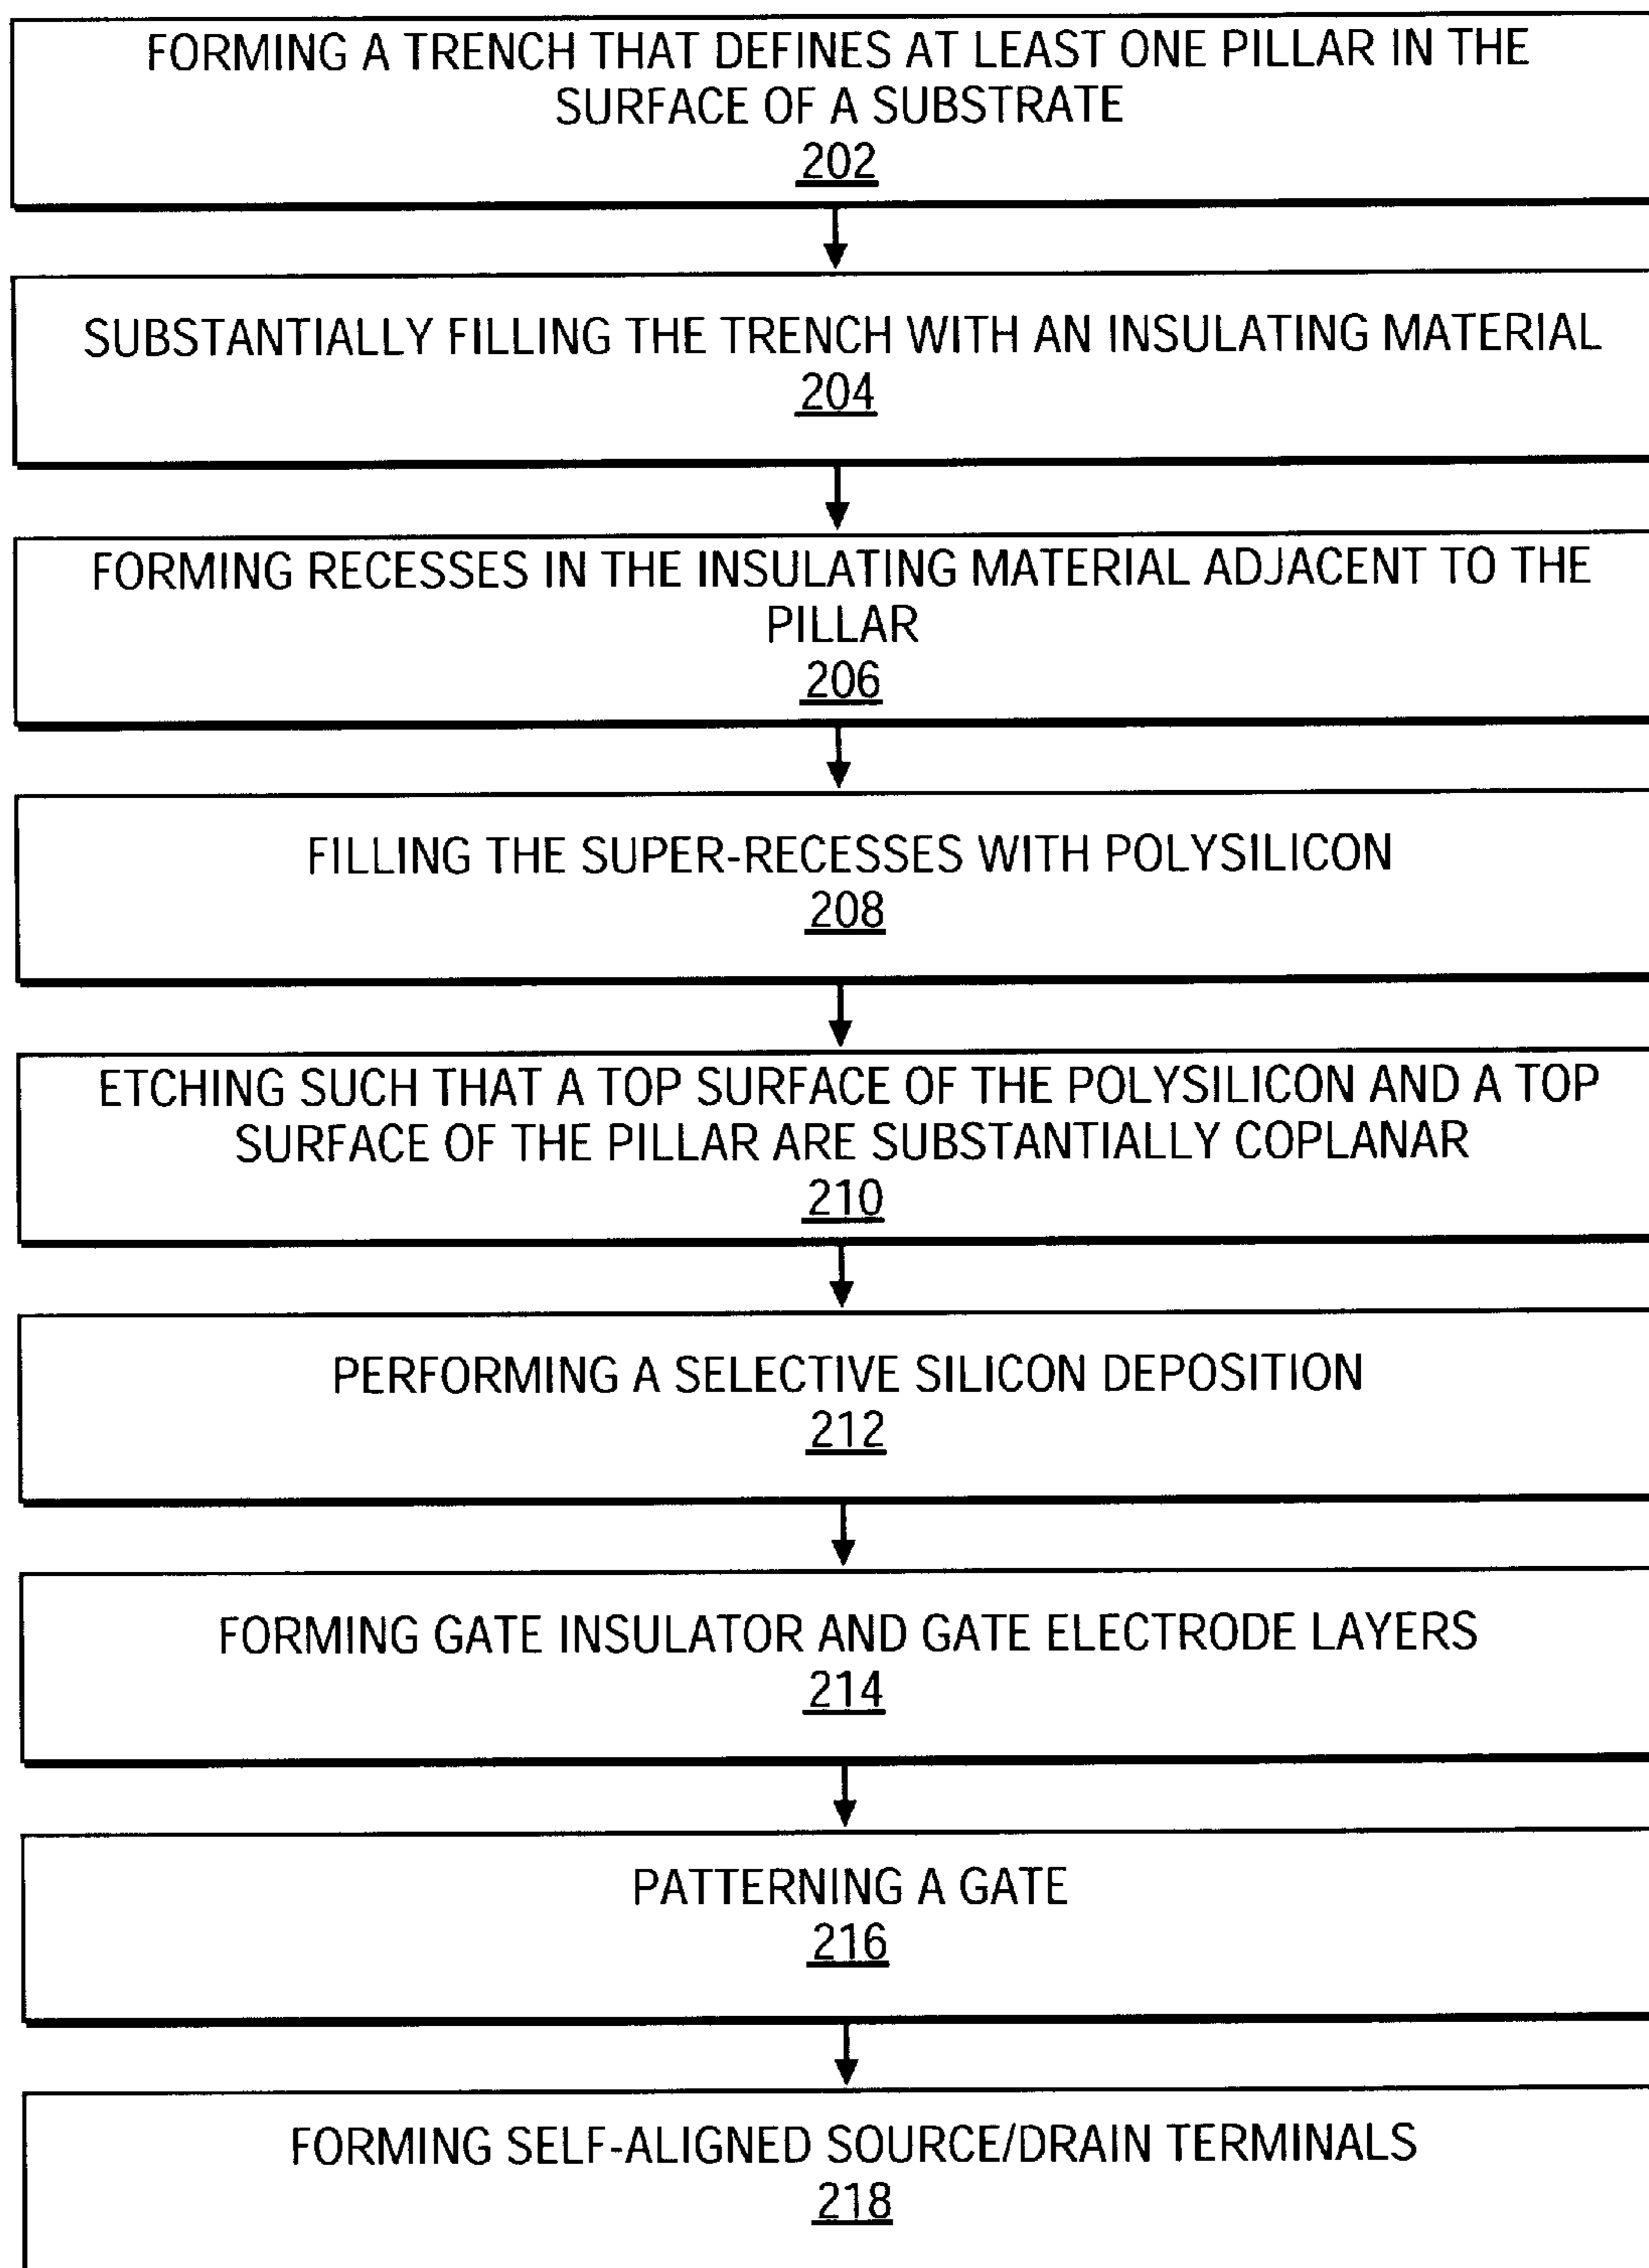 FORMING A TRENCH THAT DEFINES AT LEAST ONE PILLAR IN THE
SURFACE OF A SUBSTRATE
202
SUBSTANTIALLY FILLING THE TRENCH WITH AN INSULATING MATERIAL
204
FORMING RECESSES IN THE INSULATING MATERIAL ADJACENT TO THE
PILLAR
206
FILLING THE SUPER-RECESSES WITH POLYSILICON
208
ETCHING SUCH THAT A TOP SURFACE OF THE POLYSILICON AND A TOP
SURFACE OF THE PILLAR ARE SUBSTANTIALLY COPLANAR
210
PERFORMING A SELECTIVE SILICON DEPOSITION
212
FORMING GATE INSULATOR AND GATE ELECTRODE LAYERS
214
PATTERNING A GATE
216
FORMING SELF-ALIGNED SOURCE/DRAIN TERMINALS
218